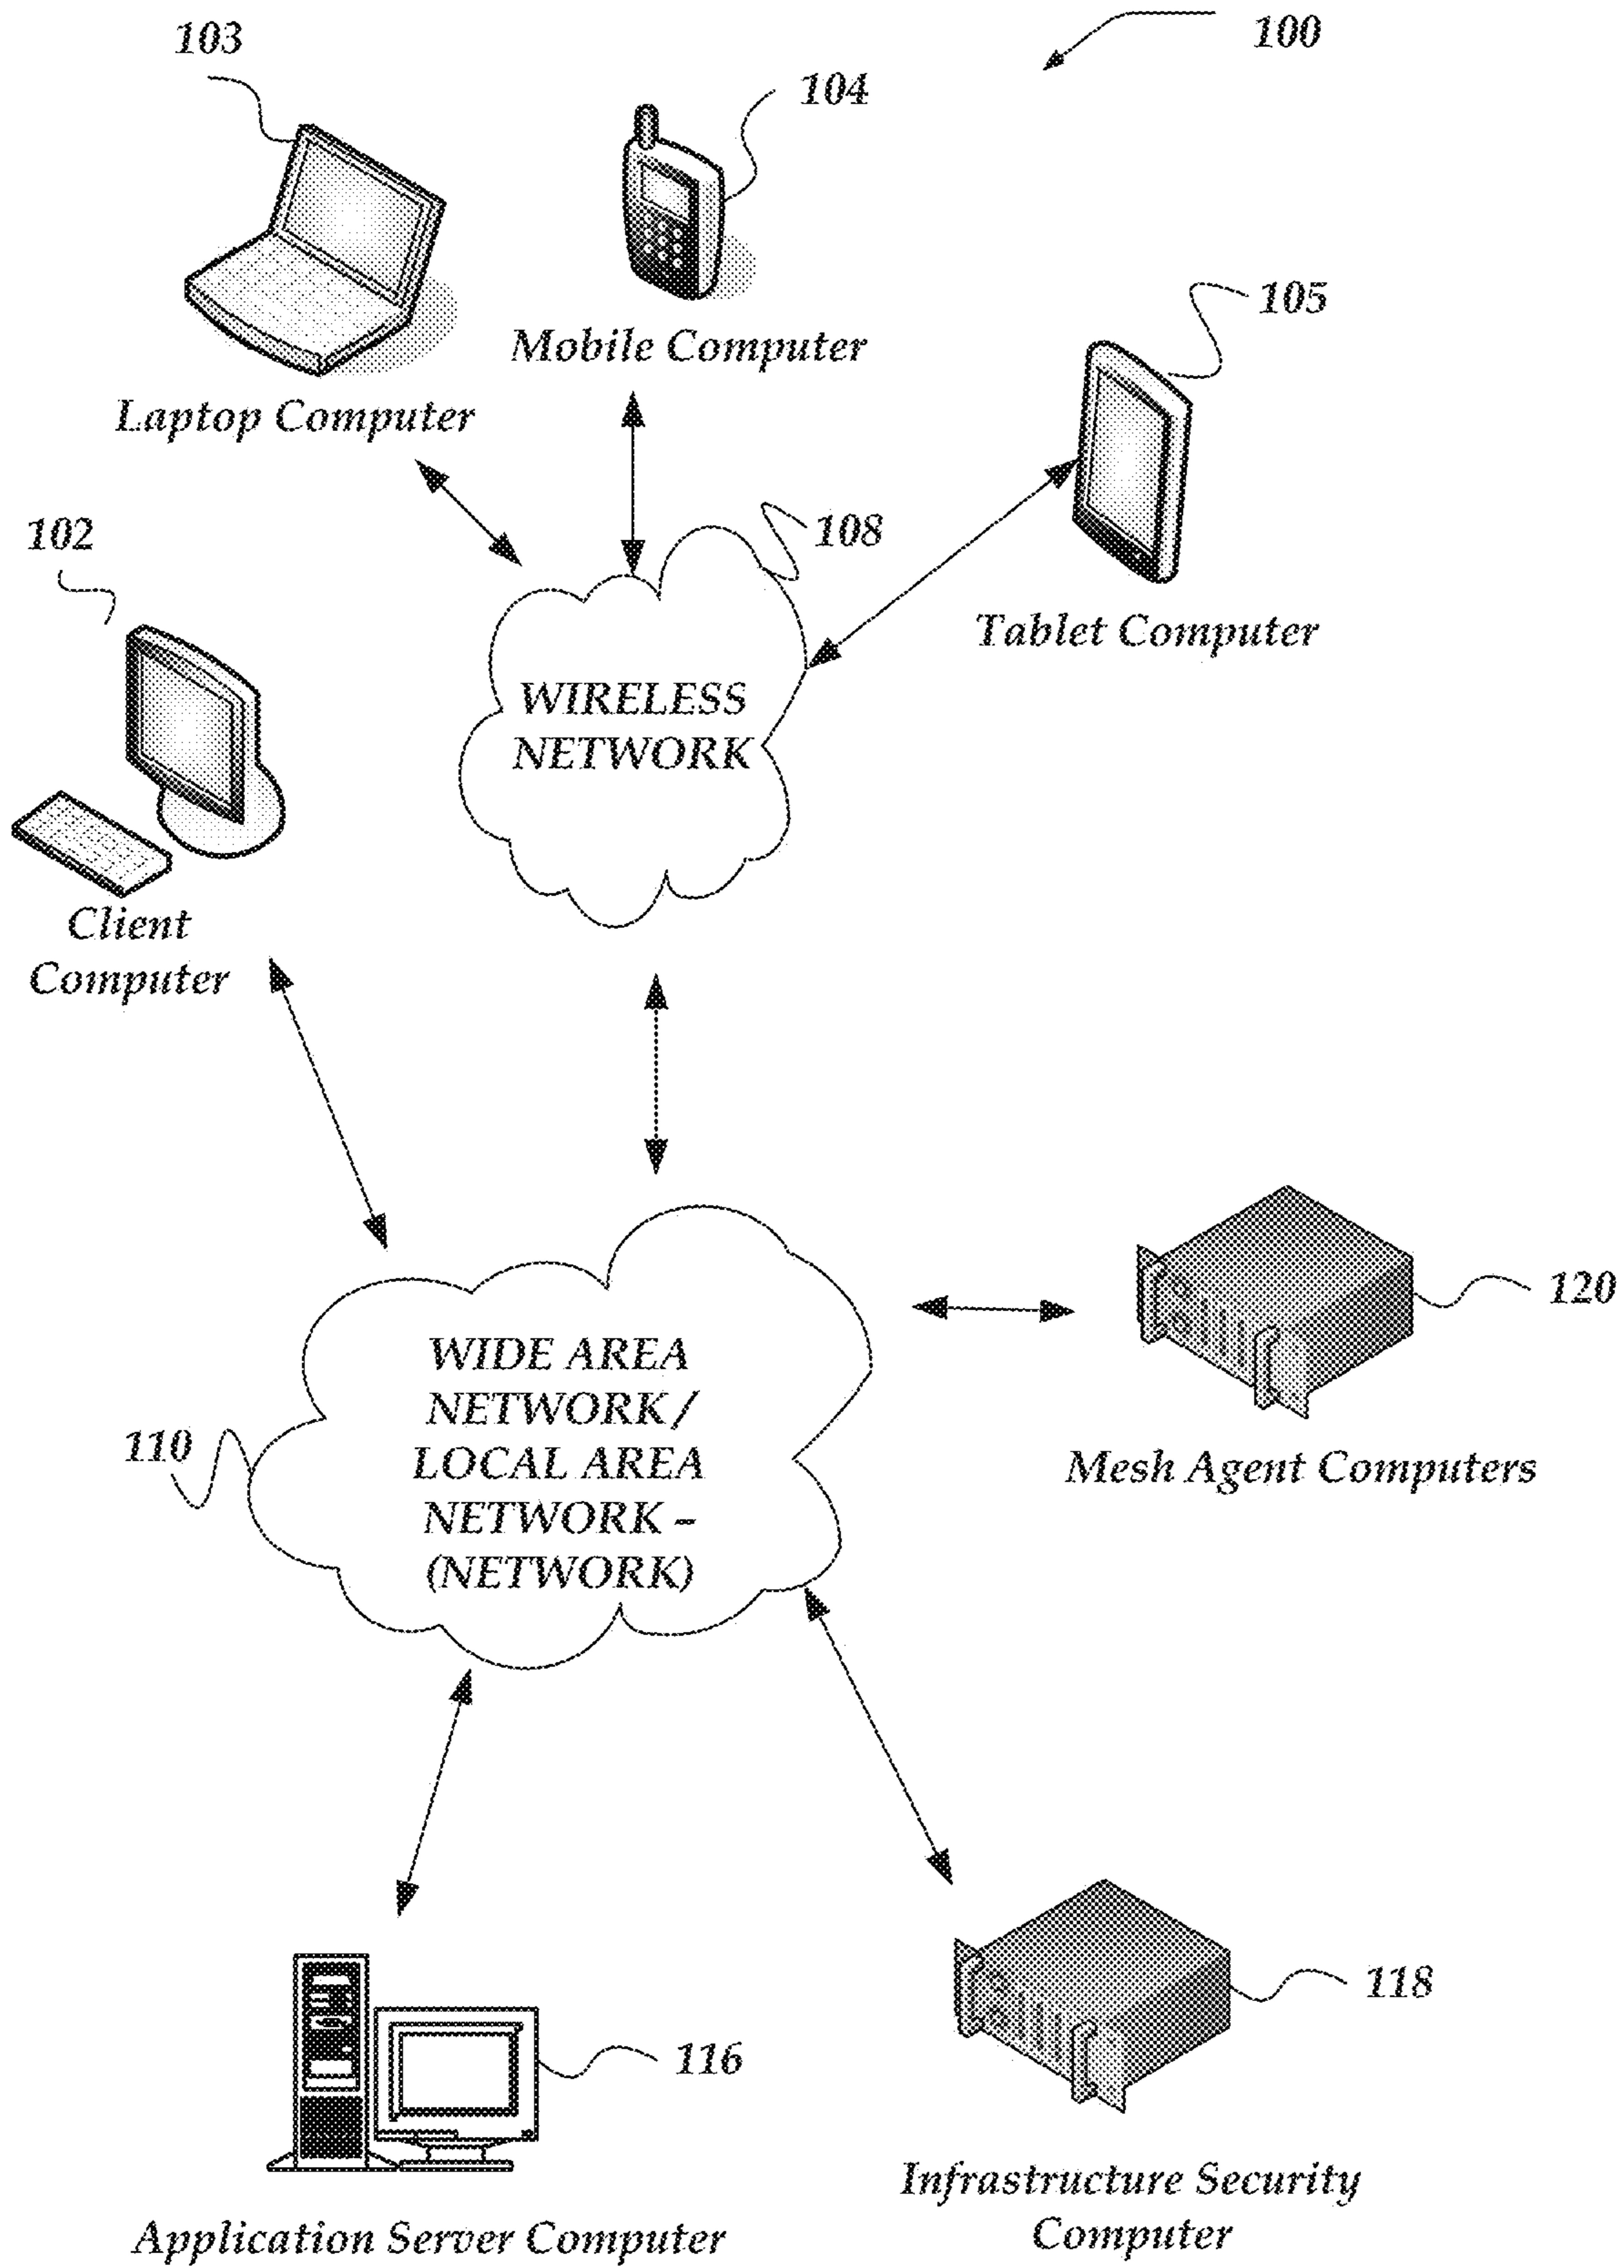 100
103
104
Mobile Computer
105
Laptop Computer
102
108
Tablet Computer
WIRELESS
NETWORK
Client
Computer
120
WIDE AREA
NETWORK /
LOCAL AREA
NETWORK –
(NETWORK)
110
Mesh Agent Computers
118
116
Infrastructure Security
Computer
Application Server Computer